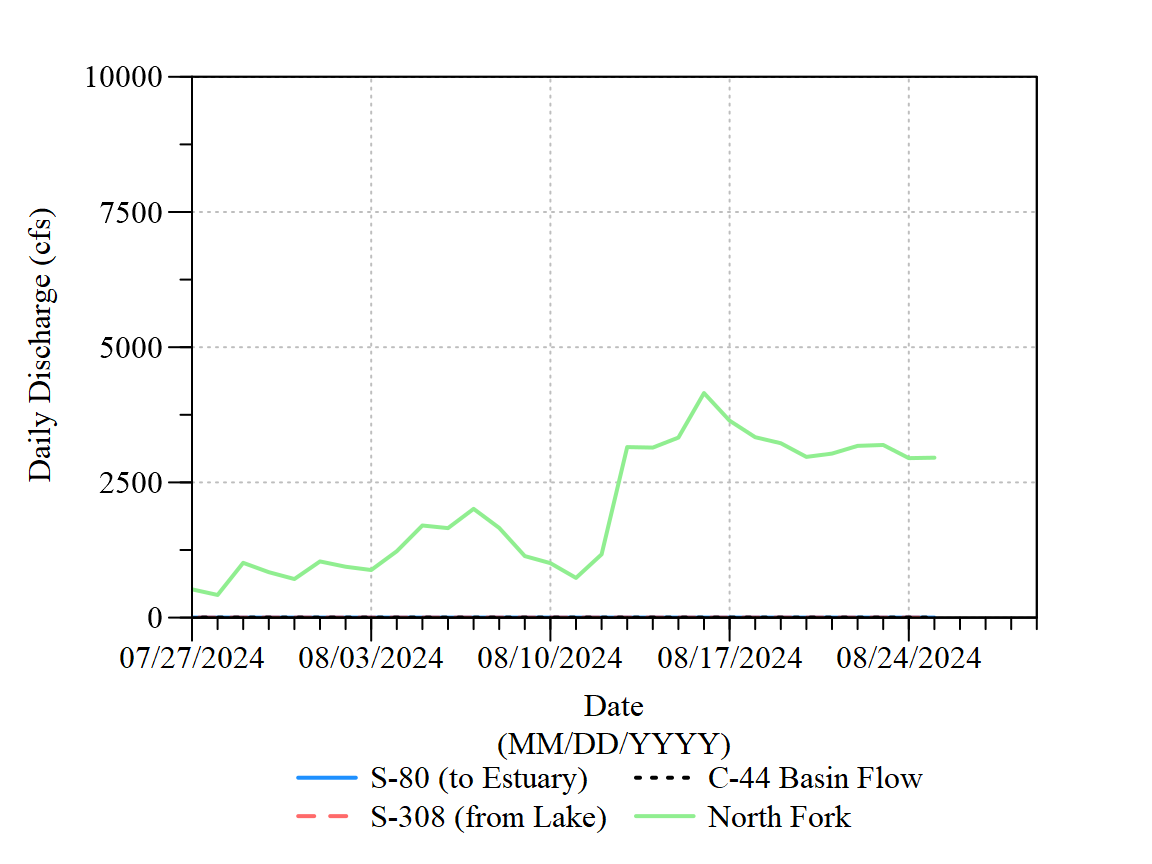 10000
7500
5000
2500
0
Daily Discharge (cfs)
07/27/2024 08/03/2024 08/10/2024 08/17/2024 08/24/2024
Date
(MM/DD/YYYY)
S-80 (to Estuary) C-44 Basin Flow
S-308 (from Lake) North Fork